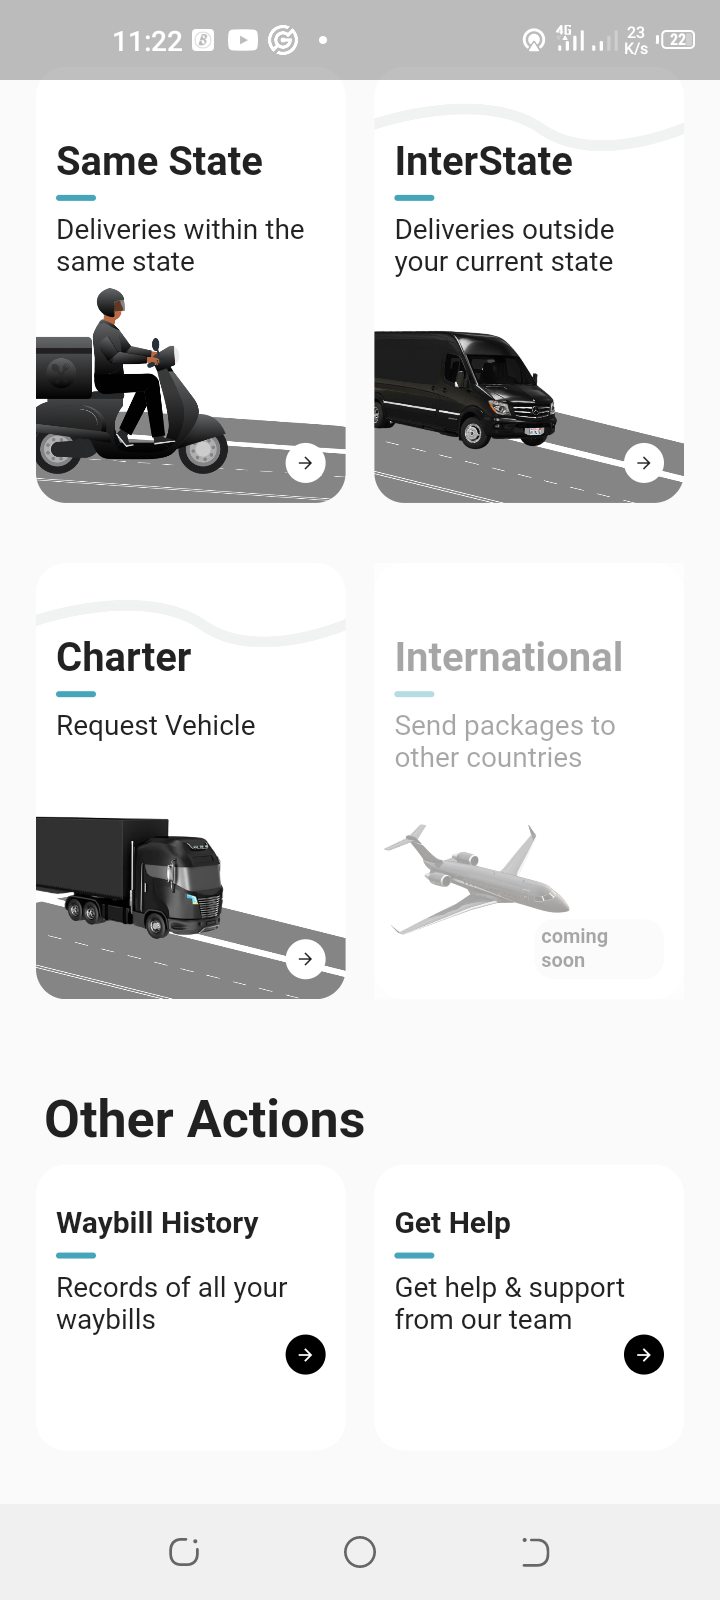 11:22
4G
23
K/s
22
Same State
Deliveries within the
same state
InterState
Deliveries outside
your current state
Charter
Request Vehicle
International
Send packages to
other countries
coming
soon
Other Actions
Waybill History
Records of all your
waybills
Get Help
Get help & support
from our team